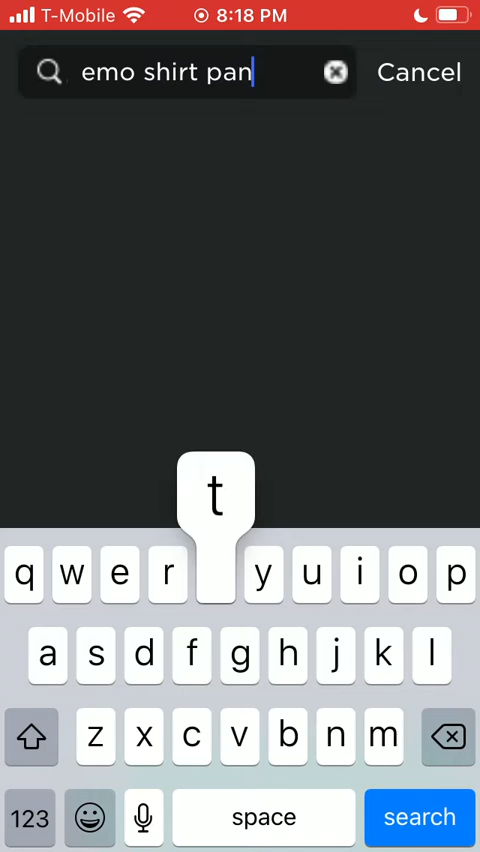 T-Mobile 8:18 PM
emo shirt pan Cancel
t
q w e r y u i o p
a s d f g h j k l
z x c v b n m
123 space search